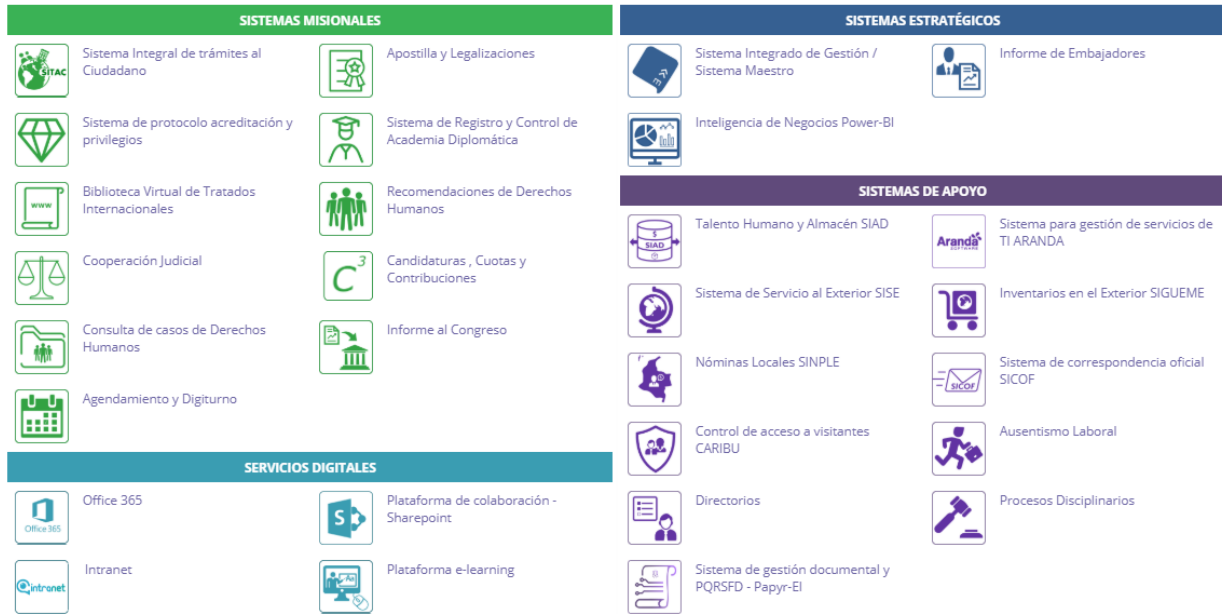 SISTEMAS MISIONALES
SITAC
Sistema Integral de trámites al
Ciudadano
Apostilla y Legalizaciones
Sistema de protocolo acreditación y
privilegios
Sistema de Registro y Control de
Academia Diplomática
www
Biblioteca Virtual de Tratados
Internacionales
Recomendaciones de Derechos
Humanos
Cooperación Judicial
C3
Candidaturas , Cuotas y
Contribuciones
Consulta de casos de Derechos
Humanos
Informe al Congreso
Agendamiento y Digiturno
SERVICIOS DIGITALES
Office 365
Office 365
S
Plataforma de colaboración -
Sharepoint
intranet
Intranet
Plataforma e-learning
SISTEMAS ESTRATÉGICOS
Sistema Integrado de Gestión /
Sistema Maestro
Informe de Embajadores
Inteligencia de Negocios Power-BI
SISTEMAS DE APOYO
S
SIAD
Talento Humano y Almacén SIAD
Aranda
SOFTWARE
Sistema para gestión de servicios de
TI ARANDA
Sistema de Servicio al Exterior SISE
Inventarios en el Exterior SIGUEME
Nóminas Locales SINPLE
SICOF
Sistema de correspondencia oficial
SICOF
Control de acceso a visitantes
CARIBU
Ausentismo Laboral
Directorios
Procesos Disciplinarios
Sistema de gestión documental y
PQRSFD - Papyr-EI